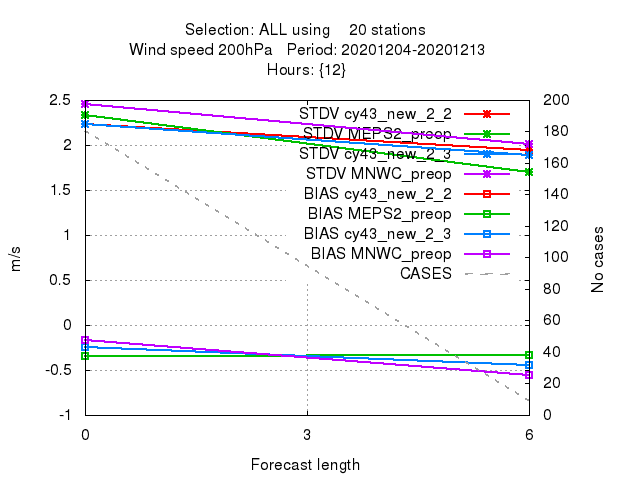 Selection: ALL using 20 stations
Wind speed 200hPa Period: 20201204-20201213
Hours: {12}
2.5
2
1.5
1
0.5
0
-0.5
-1
m/s
200
180
160
140
120
100
80
60
40
20
0
No cases
STDV cy43_new_2_2
STDV MEPS2_preop
STDV cy43_new_2_3
STDV MNWC_preop
BIAS cy43_new_2_2
BIAS MEPS2_preop
BIAS cy43_new_2_3
BIAS MNWC_preop
CASES
0 3 6
Forecast length